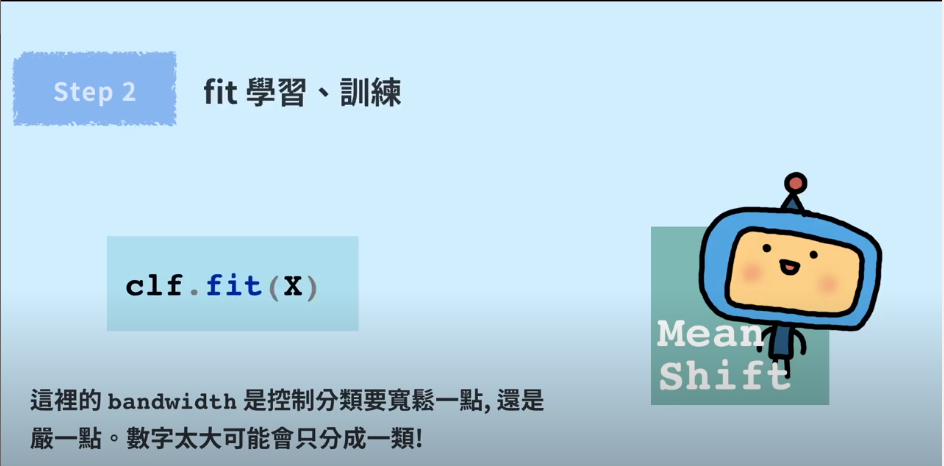 Step 2
fit 學習、訓練
clf.fit(X)
Mean
Shift
這裡的 bandwidth 是控制分類要寬鬆一點, 還是
嚴一點。數字太大可能會只分成一類!